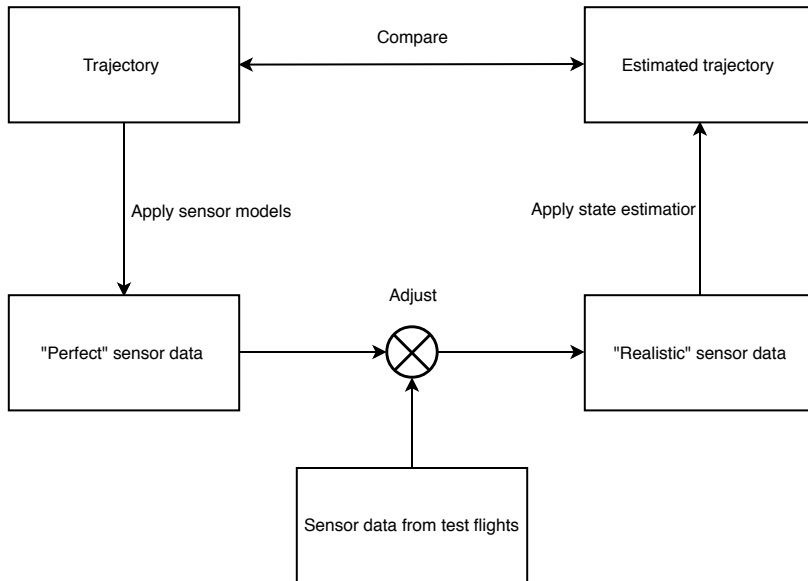 Compare
Trajectory
Estimated trajectory
Apply sensor models
Apply state estimatior
Adjust
"Perfect" sensor data
"Realistic" sensor data
Sensor data from test flights